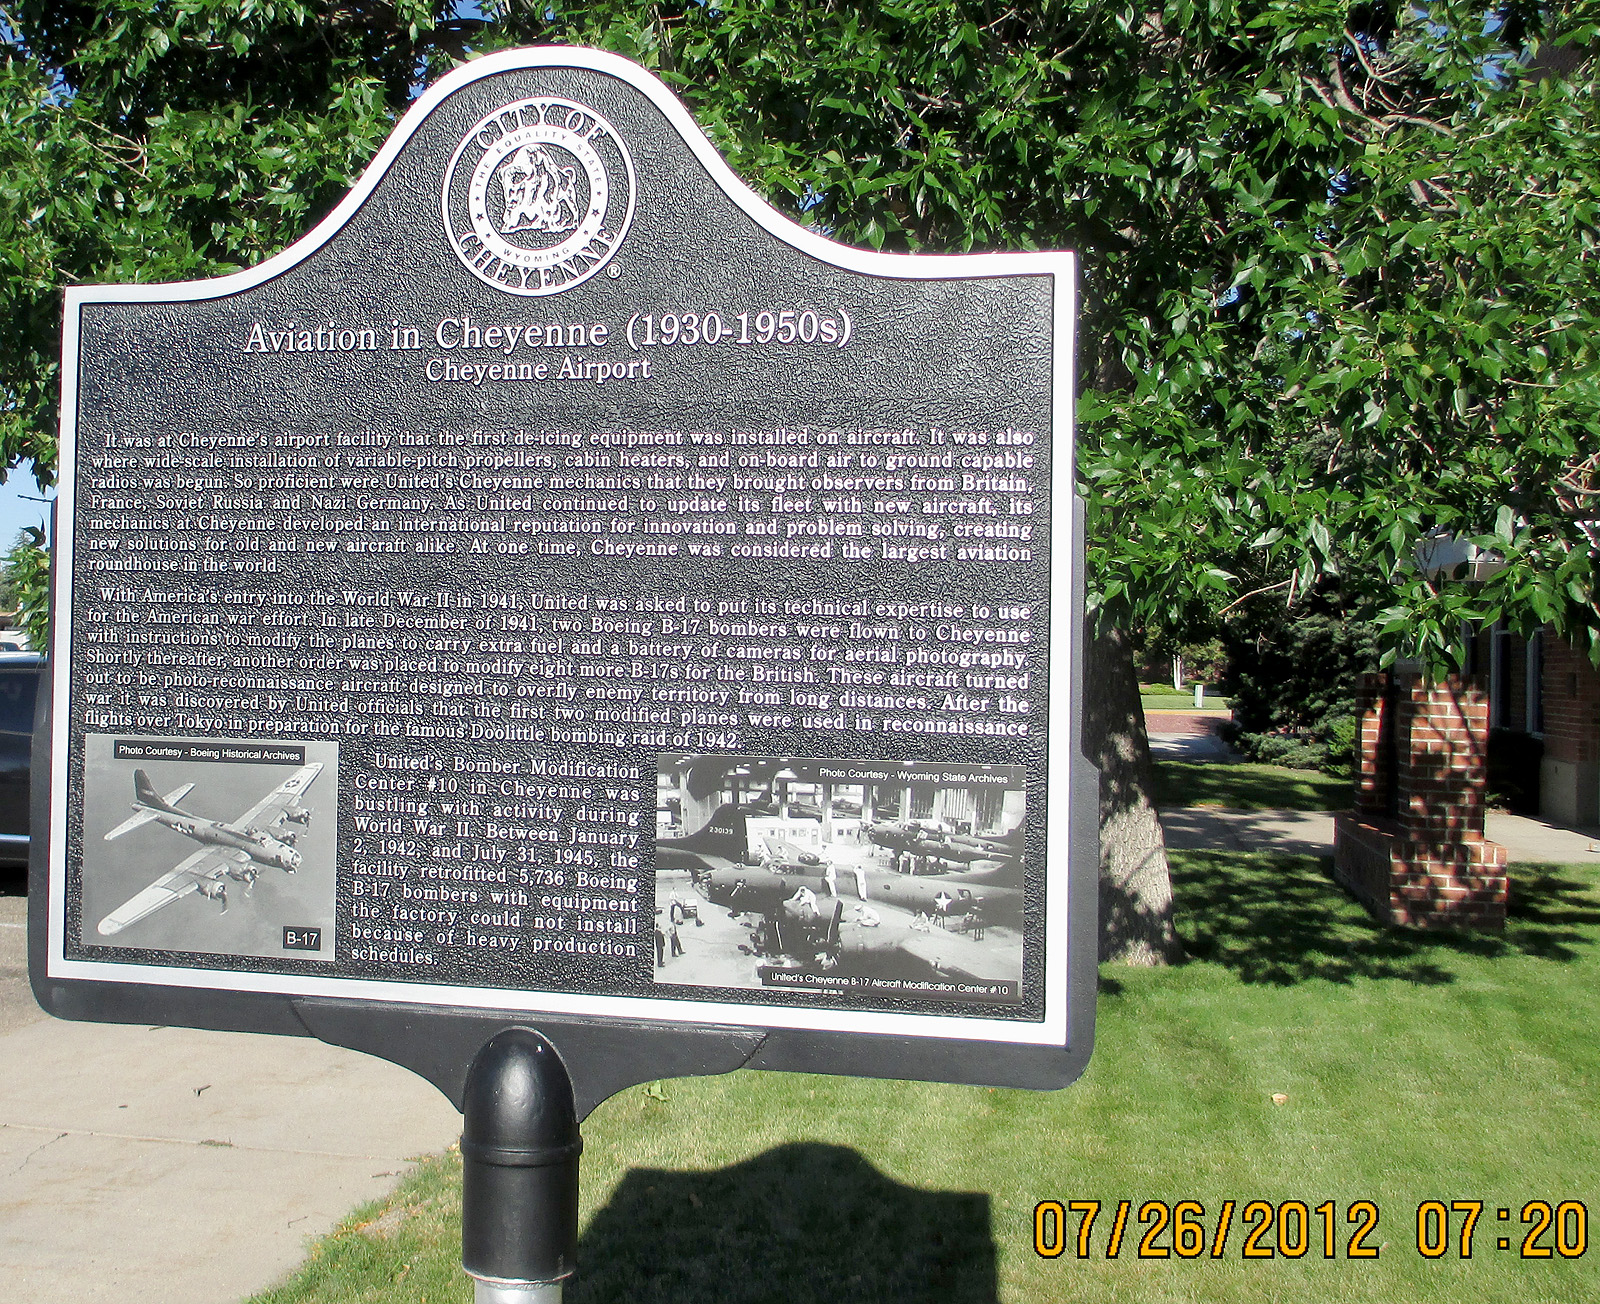 CITY OF
THE EQUALITY STATE
WYOMING
CHEYENNE
®
Aviation in Cheyenne (1930-1950s)
Cheyenne Airport
It was at Cheyenne's airport facility that the first de-icing equipment was installed on aircraft. It was also
where wide-scale installation of variable-pitch propellers, cabin heaters, and on-board air to ground capable
radios was begun. So proficient were United's Cheyenne mechanics that they brought observers from Britain,
France, Soviet Russia and Nazi Germany. As United continued to update its fleet with new aircraft, its
mechanics at Cheyenne developed an international reputation for innovation and problem solving, creating
new solutions for old and new aircraft alike. At one time, Cheyenne was considered the largest aviation
roundhouse in the world.
With America's entry into the World War II in 1941, United was asked to put its technical expertise to use
for the American war effort. In late December of 1941, two Boeing B-17 bombers were flown to Cheyenne
with instructions to modify the planes to carry extra fuel and a battery of cameras for aerial photography.
Shortly thereafter, another order was placed to modify eight more B-17s for the British. These aircraft turned
out to be photo-reconnaissance aircraft designed to overfly enemy territory from long distances. After the
war it was discovered by United officials that the first two modified planes were used in reconnaissance
flights over Tokyo in preparation for the famous Doolittle bombing raid of 1942.
Photo Courtesy - Boeing Historical Archives
B-17
United's Bomber Modification
Center #10 in Cheyenne was
bustling with activity during
World War II. Between January
2, 1942, and July 31, 1945, the
facility retrofitted 5,736 Boeing
B-17 bombers with equipment
the factory could not install
because of heavy production
schedules.
Photo Courtesy - Wyoming State Archives
230139
United's Cheyenne B-17 Aircraft Modification Center #10
07/26/2012 07:20